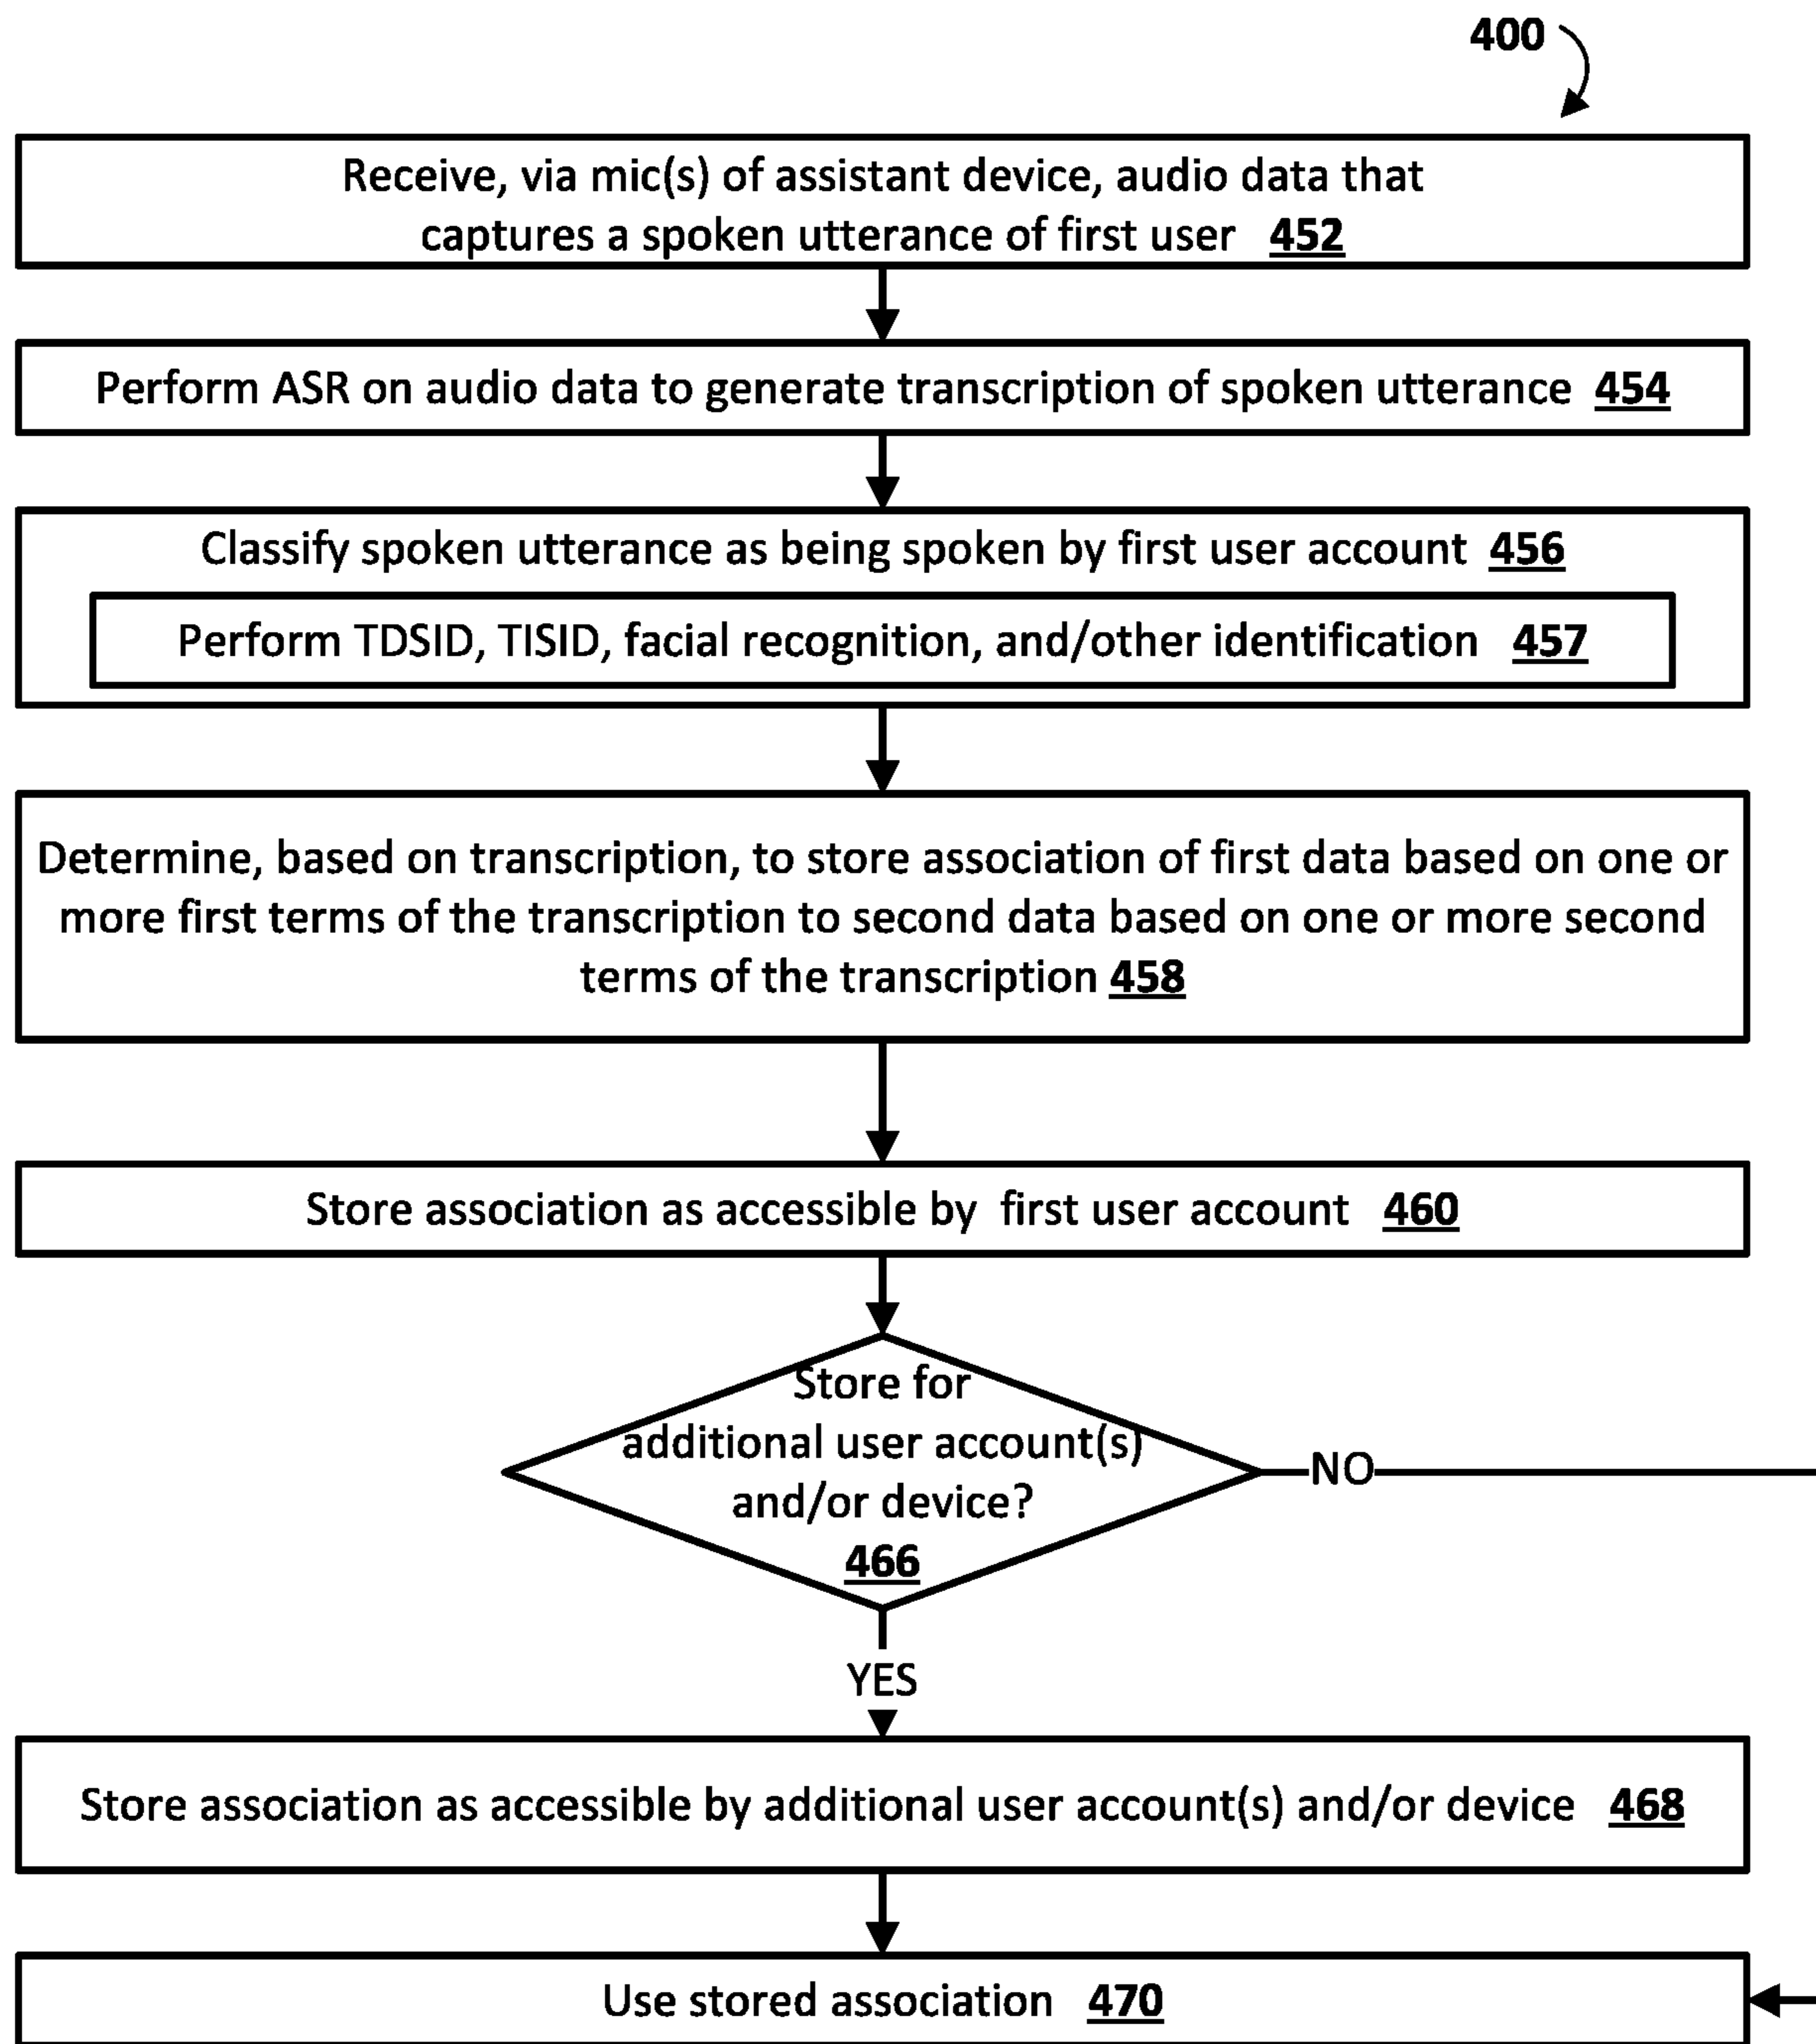 400
Receive, via mic(s) of assistant device, audio data that
captures a spoken utterance of first user 452
Perform ASR on audio data to generate transcription of spoken utterance 454
Classify spoken utterance as being spoken by first user account 456
Perform TDSID, TISID, facial recognition, and/other identification 457
Determine, based on transcription, to store association of first data based on one or
more first terms of the transcription to second data based on one or more second
terms of the transcription 458
Store association as accessible by first user account 460
Store for
additional user account(s)
and/or device?
466
NO
YES
Store association as accessible by additional user account(s) and/or device 468
Use stored association 470